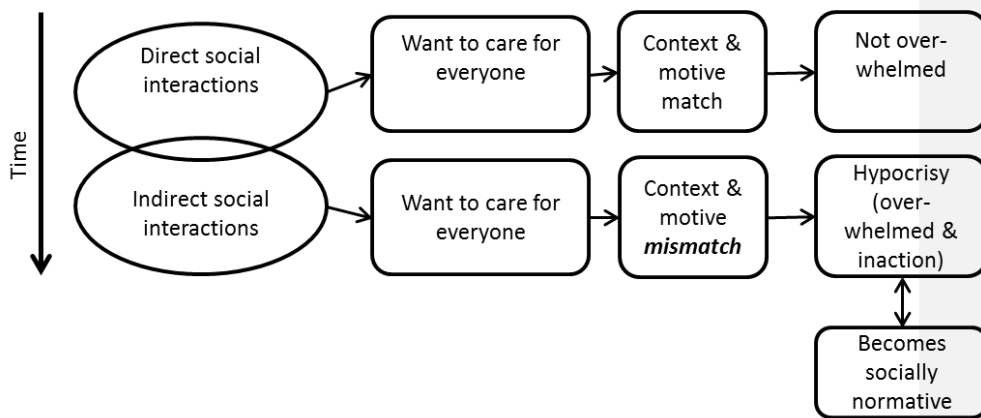 Time
Direct social
interactions
Want to care for
everyone
Context &
motive
match
Not over-
whelmed
Indirect social
interactions
Want to care for
everyone
Context &
motive
mismatch
Hypocrisy
(over-
whelmed &
inaction)
Becomes
socially
normative